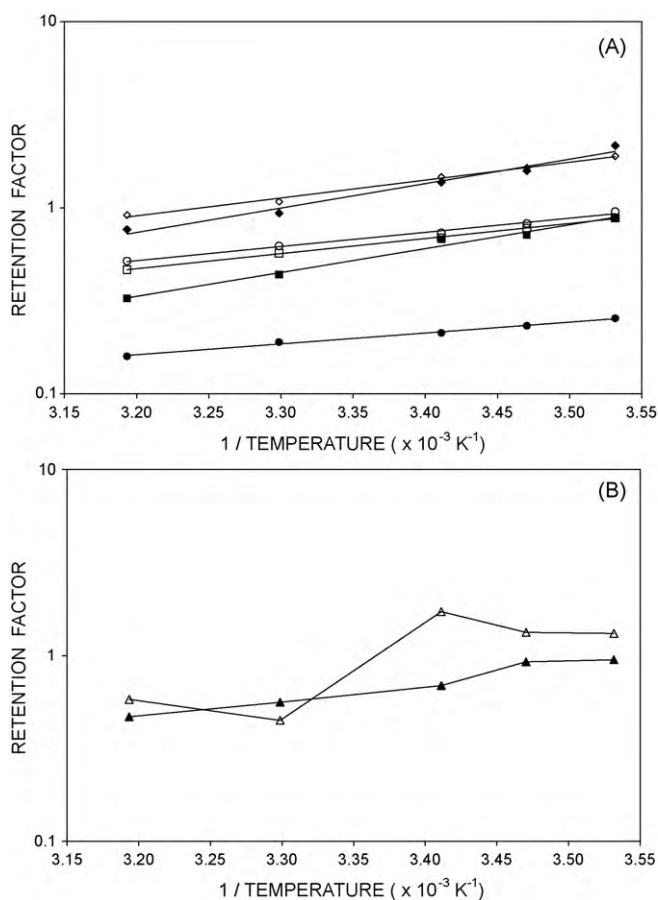 10
(A)
RETENTION FACTOR
1
0.1
3.15 3.20 3.25 3.30 3.35 3.40 3.45 3.50 3.55
1 / TEMPERATURE ( x 10⁻³ K⁻¹)
10
(B)
RETENTION FACTOR
1
0.1
3.15 3.20 3.25 3.30 3.35 3.40 3.45 3.50 3.55
1 / TEMPERATURE ( x 10⁻³ K⁻¹)